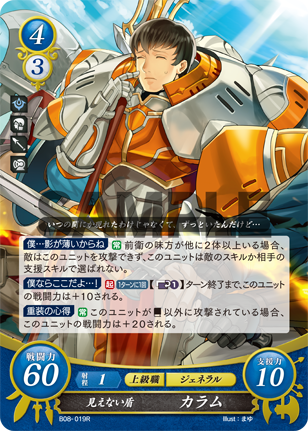 4
3
SAMPLE
"いつの間にか現れたわけじゃなくて、ずっといたんだけど…"
僕…影が薄いからね 常 前衛の味方が他に2体以上いる場合、
敵はこのユニットを攻撃できず、このユニットは敵のスキルか相手の
支援スキルで選ばれない。
僕ならここだよ…! 起 1ターンに1回 [1] ターン終了まで、このユニット
の戦闘力は+10される。
重装の心得 常 このユニットが 以外に攻撃されている場合、
このユニットの戦闘力は+20される。
戦闘力
60
射程 1
上級職
ジェネラル
支援力
10
見えない盾 カラム
B08-019R
Illust:まゆ